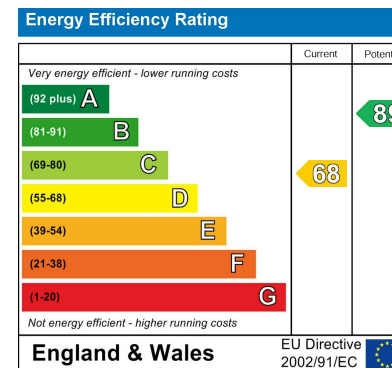 Energy Efficiency Rating
Current
Very energy efficient - lower running costs
(92 plus) A
(81-91) B
89
(69-80) C
68
(55-68) D
(39-54) E
(21-38) F
(1-20) G
Not energy efficient - higher running costs
England & Wales
EU Directive
2002/91/EC